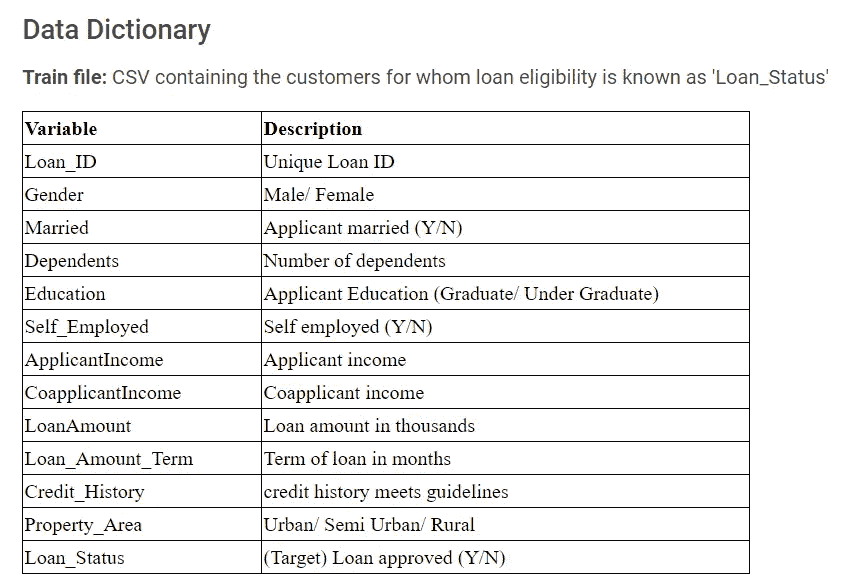 Data Dictionary
Train file: CSV containing the customers for whom loan eligibility is known as 'Loan_Status'
Variable Description
Loan_ID Unique Loan ID
Gender Male/ Female
Married Applicant married (Y/N)
Dependents Number of dependents
Education Applicant Education (Graduate/ Under Graduate)
Self_Employed Self employed (Y/N)
ApplicantIncome Applicant income
CoapplicantIncome Coapplicant income
LoanAmount Loan amount in thousands
Loan_Amount_Term Term of loan in months
Credit_History credit history meets guidelines
Property_Area Urban/ Semi Urban/ Rural
Loan_Status (Target) Loan approved (Y/N)